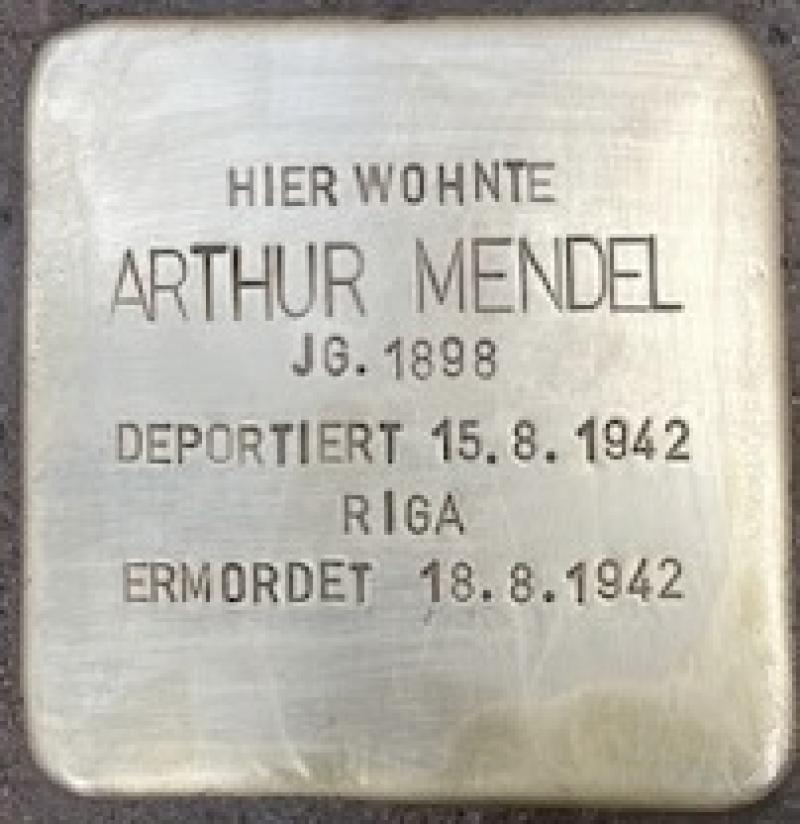 HIER WOHNTE
ARTHUR MENDEL
JG. 1898
DEPORTIERT 15.8.1942
RIGA
ERMORDET 18.8.1942